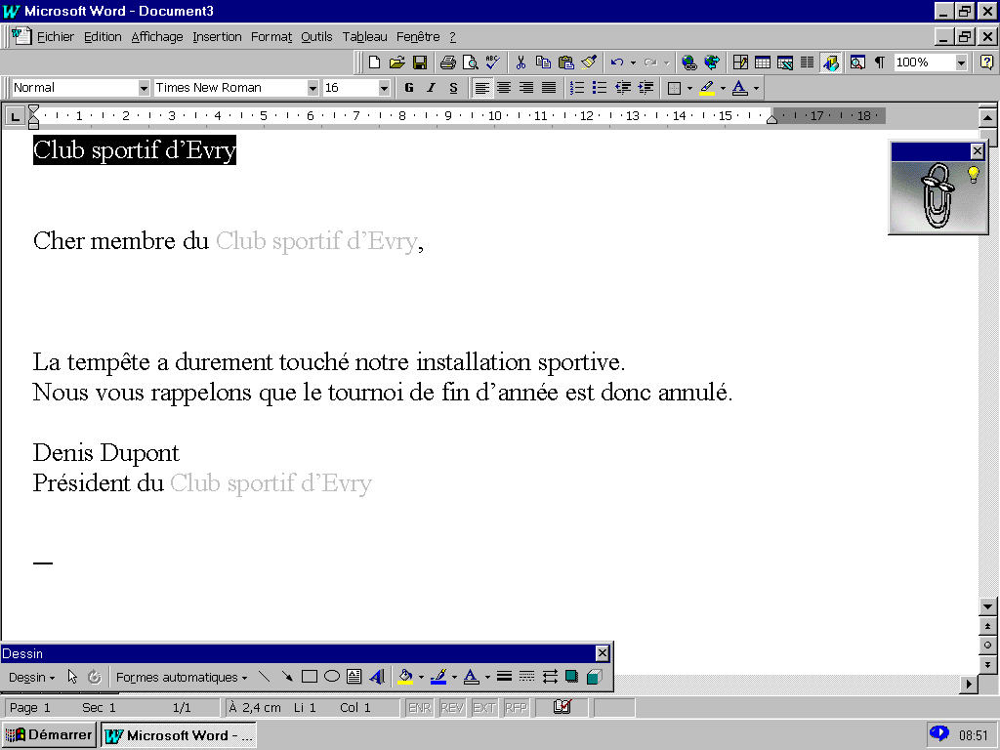 Microsoft Word - Document3
Fichier Edition Affichage Insertion Format Outils Tableau Fenêtre ?
ABC 100%
Normal Times New Roman 16 G I S
1 2 3 4 5 6 7 8 9 10 11 12 13 14 15 17 18
Club sportif d’Evry
Cher membre du Club sportif d’Evry,
La tempête a durement touché notre installation sportive.
Nous vous rappelons que le tournoi de fin d’année est donc annulé.
Denis Dupont
Président du Club sportif d’Evry
Dessin
Dessin Formes automatiques
Page 1 Sec 1 1/1 À 2,4 cm Li 1 Col 1 ENR REV EXT RFP
Démarrer Microsoft Word - ... 08:51